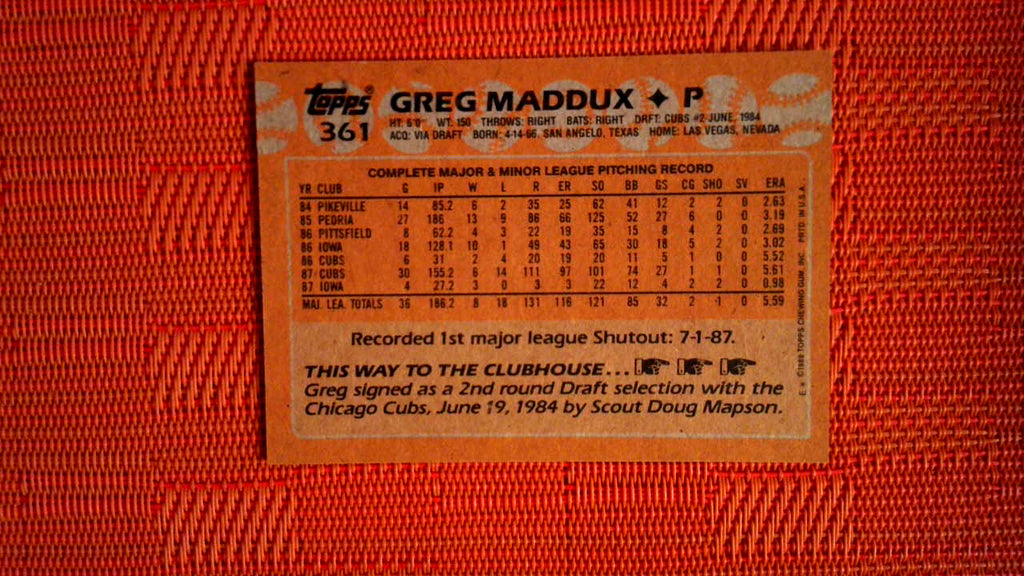 Topps® GREG MADDUX ✦ P
361 HT: 6'0" WT: 150 THROWS: RIGHT BATS: RIGHT DRFT: CUBS #2-JUNE, 1984
ACQ: VIA DRAFT BORN: 4-14-66, SAN ANGELO, TEXAS HOME: LAS VEGAS, NEVADA
COMPLETE MAJOR & MINOR LEAGUE PITCHING RECORD
YR CLUB G IP W L R ER SO BB GS CG SHO SV ERA
84 PIKEVILLE 14 85.2 6 2 35 25 62 41 12 2 2 0 2.63
85 PEORIA 27 186 13 9 86 66 125 52 27 6 0 0 3.19
86 PITTSFIELD 8 62.2 4 3 22 19 35 15 8 4 2 0 2.69
86 IOWA 18 128.1 10 1 49 43 65 30 18 5 2 0 3.02
86 CUBS 6 31 2 4 20 19 20 11 5 1 0 0 5.52
87 CUBS 30 155.2 6 14 111 97 101 74 27 1 1 0 5.61
87 IOWA 4 27.2 3 0 3 3 22 12 4 2 2 0 0.98
MAJ. LEA. TOTALS 36 186.2 8 18 131 116 121 85 32 2 1 0 5.59
Recorded 1st major league Shutout: 7-1-87.
THIS WAY TO THE CLUBHOUSE...
Greg signed as a 2nd round Draft selection with the
Chicago Cubs, June 19, 1984 by Scout Doug Mapson.
©1988 TOPPS CHEWING GUM, INC. PRTD. IN U.S.A.